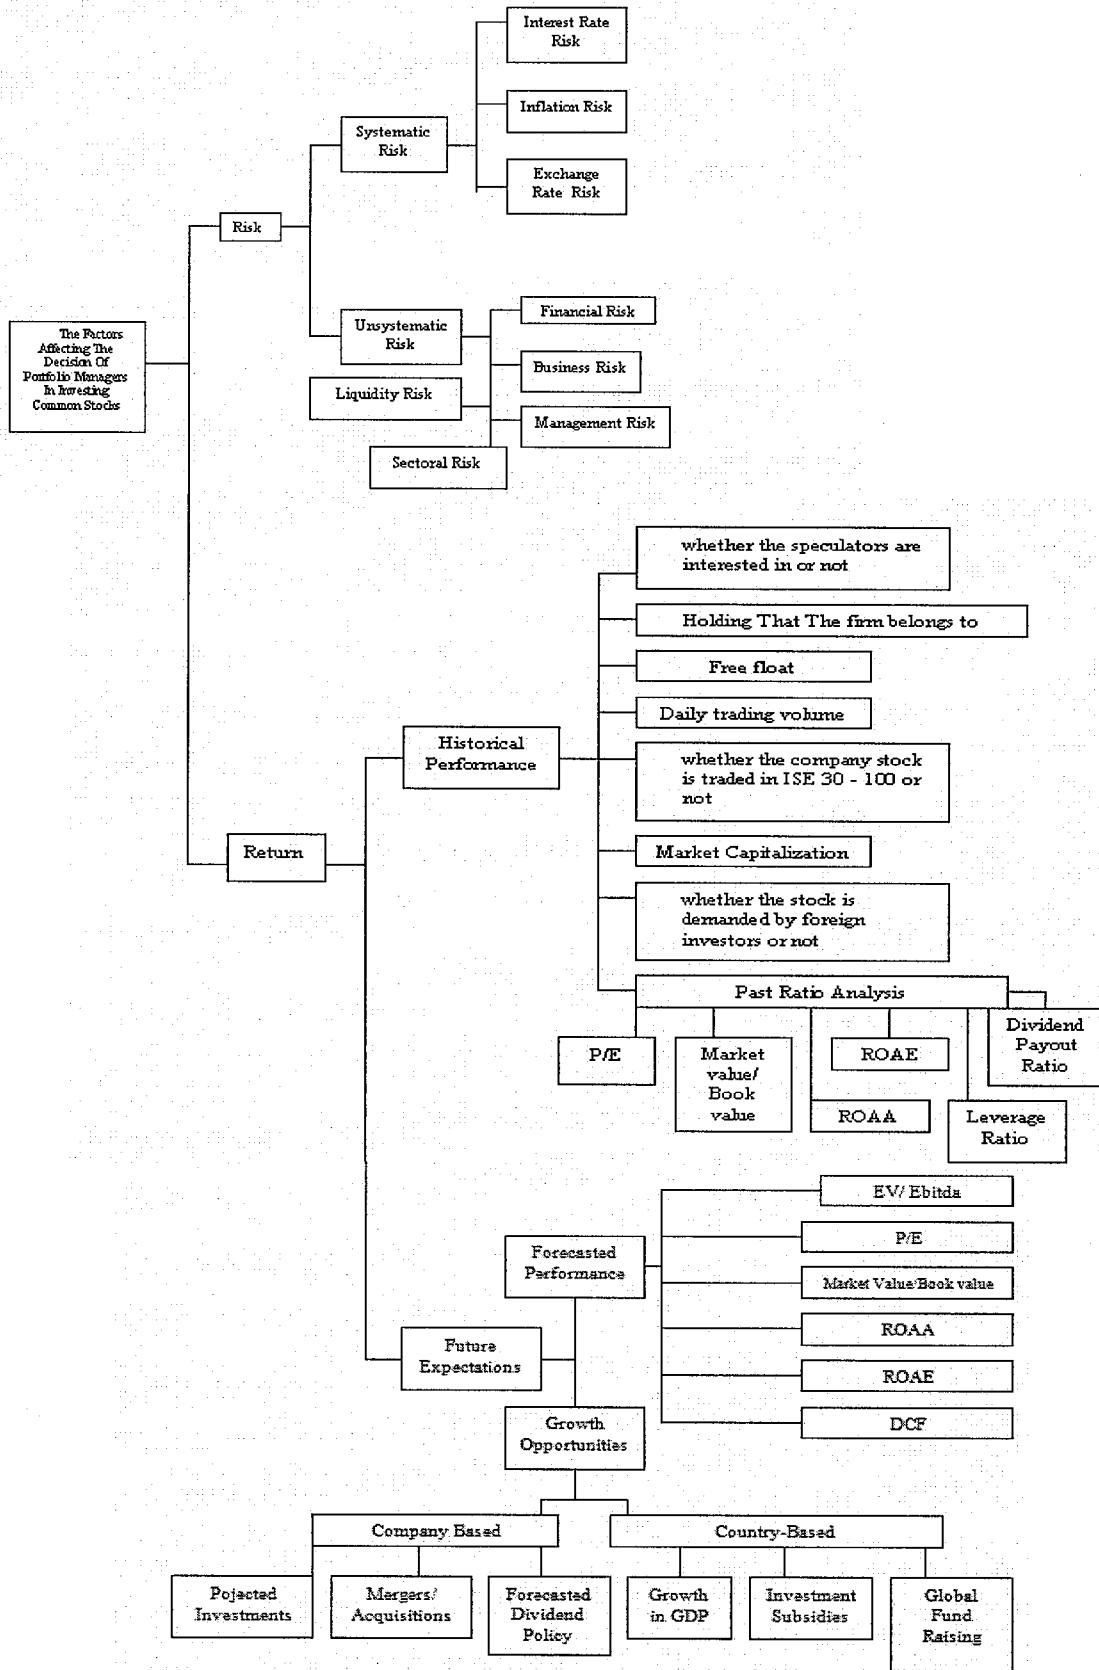 Interest Rate
Risk
Inflation Risk
Systematic
Risk
Exchange
Rate Risk
Risk
The Factors
Affecting The
Decision Of
Portfolio Managers
In Investing
Common Stocks
Unsystematic
Risk
Financial Risk
Business Risk
Liquidity Risk
Management Risk
Sectoral Risk
whether the speculators are
interested in or not
Holding That The firm belongs to
Free float
Daily trading volume
Historical
Performance
whether the company stock
is traded in ISE 30 - 100 or
not
Return
Market Capitalization
whether the stock is
demanded by foreign
investors or not
Past Ratio Analysis
P/E
Market
value/
Book
value
ROAE
ROAA
Dividend
Payout
Ratio
Leverage
Ratio
Forecasted
Performance
EV/ Ebitda
P/E
Market Value/Book value
ROAA
ROAE
DCF
Future
Expectations
Growth
Opportunities
Company Based
Country-Based
Pojected
Investments
Mergers/
Acquisitions
Forecasted
Dividend
Policy
Growth
in GDP
Investment
Subsidies
Global
Fund
Raising